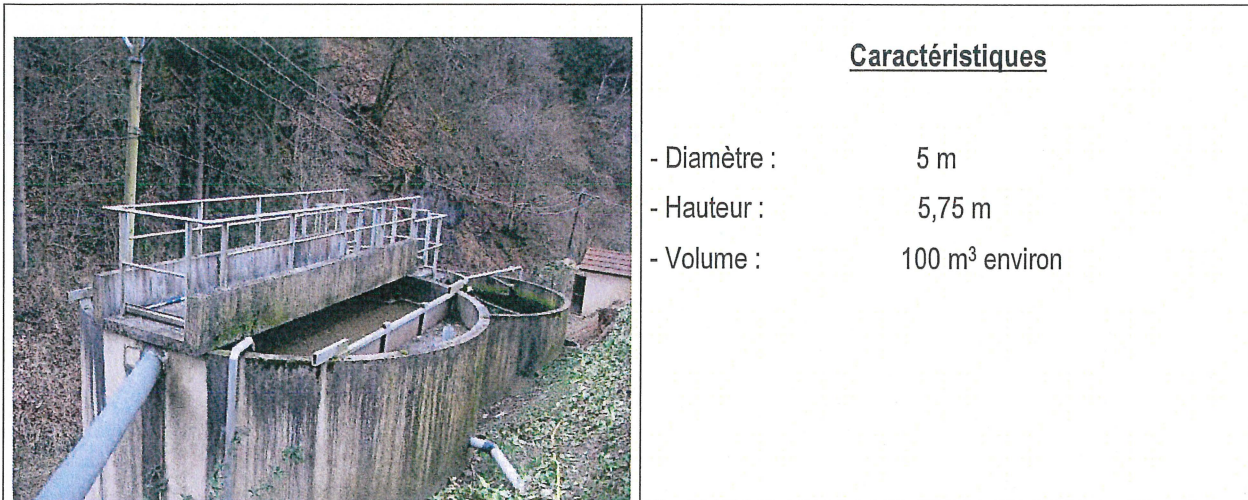 Caractéristiques
- Diamètre : 5 m
- Hauteur : 5,75 m
- Volume : 100 m³ environ